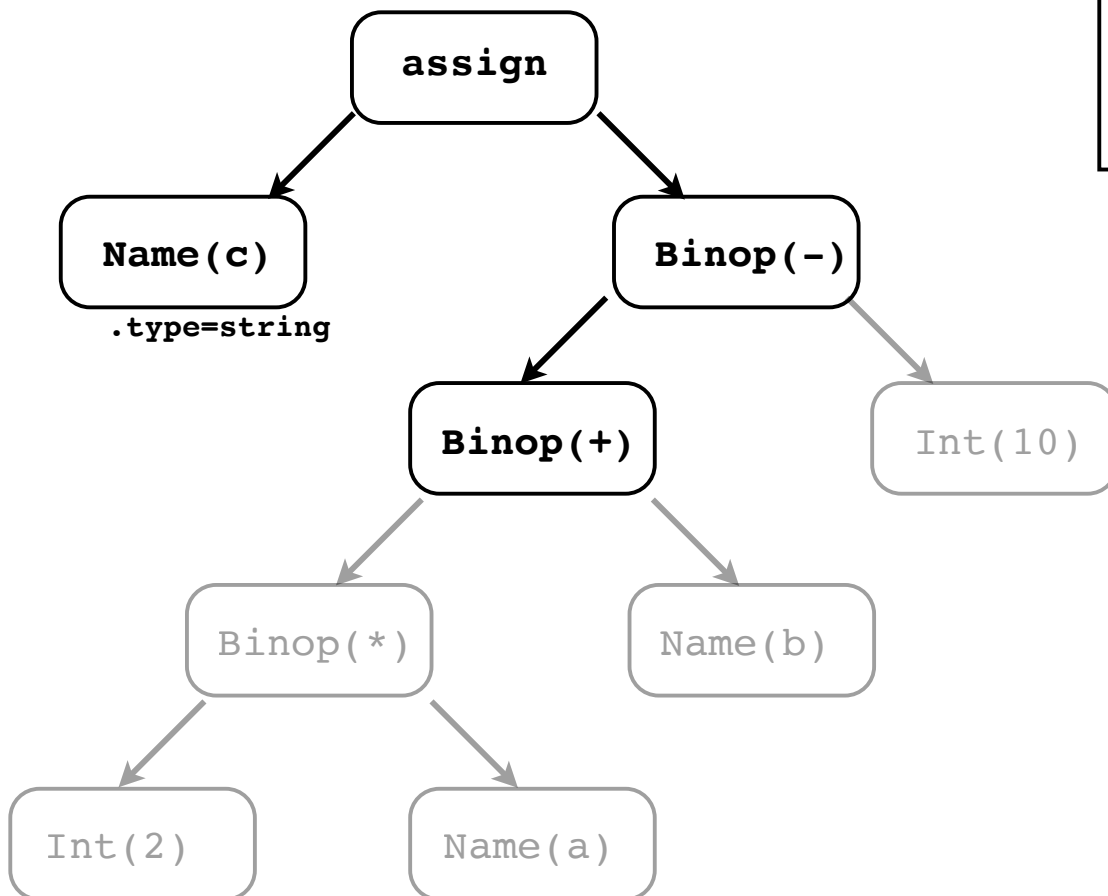 assign
Name(c)
Binop(-)
.type=string
Binop(+)
Int(10)
Binop(*)
Name(b)
Int(2)
Name(a)